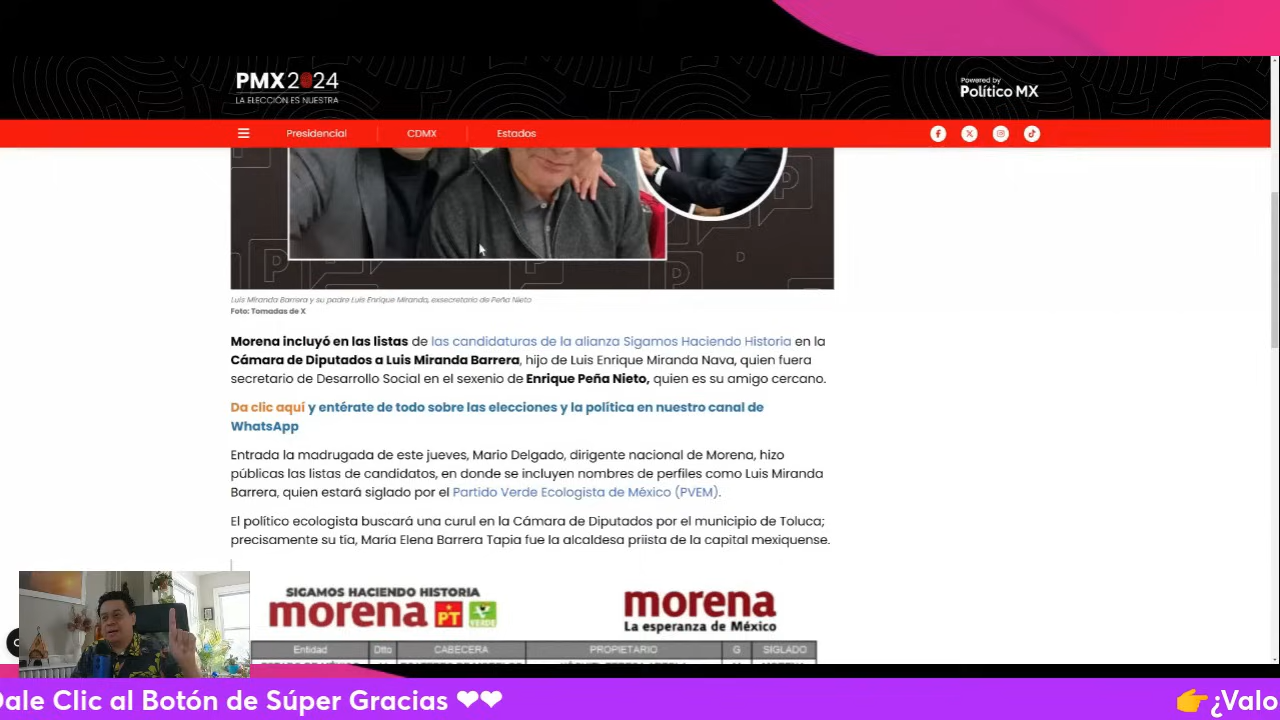 PMX2024
LA ELECCIÓN ES NUESTRA
Powered by
Político MX
Presidencial
CDMX
Estados
Luis Miranda Barrera y su padre Luis Enrique Miranda, exsecretario de Peña Nieto
Foto: Tomadas de X
Morena incluyó en las listas de las candidaturas de la alianza Sigamos Haciendo Historia en la
Cámara de Diputados a Luis Miranda Barrera, hijo de Luis Enrique Miranda Nava, quien fuera
secretario de Desarrollo Social en el sexenio de Enrique Peña Nieto, quien es su amigo cercano.
Da clic aquí y entérate de todo sobre las elecciones y la política en nuestro canal de
WhatsApp
Entrada la madrugada de este jueves, Mario Delgado, dirigente nacional de Morena, hizo
públicas las listas de candidatos, en donde se incluyen nombres de perfiles como Luis Miranda
Barrera, quien estará siglado por el Partido Verde Ecologista de México (PVEM).
El político ecologista buscará una curul en la Cámara de Diputados por el municipio de Toluca;
precisamente su tía, María Elena Barrera Tapia fue la alcaldesa priista de la capital mexiquense.
SIGAMOS HACIENDO HISTORIA
morena PT VERDE
morena
La esperanza de México
Entidad Dtto CABECERA PROPIETARIO G SIGLADO
Dale Clic al Botón de Súper Gracias ❤❤
👉¿Valo